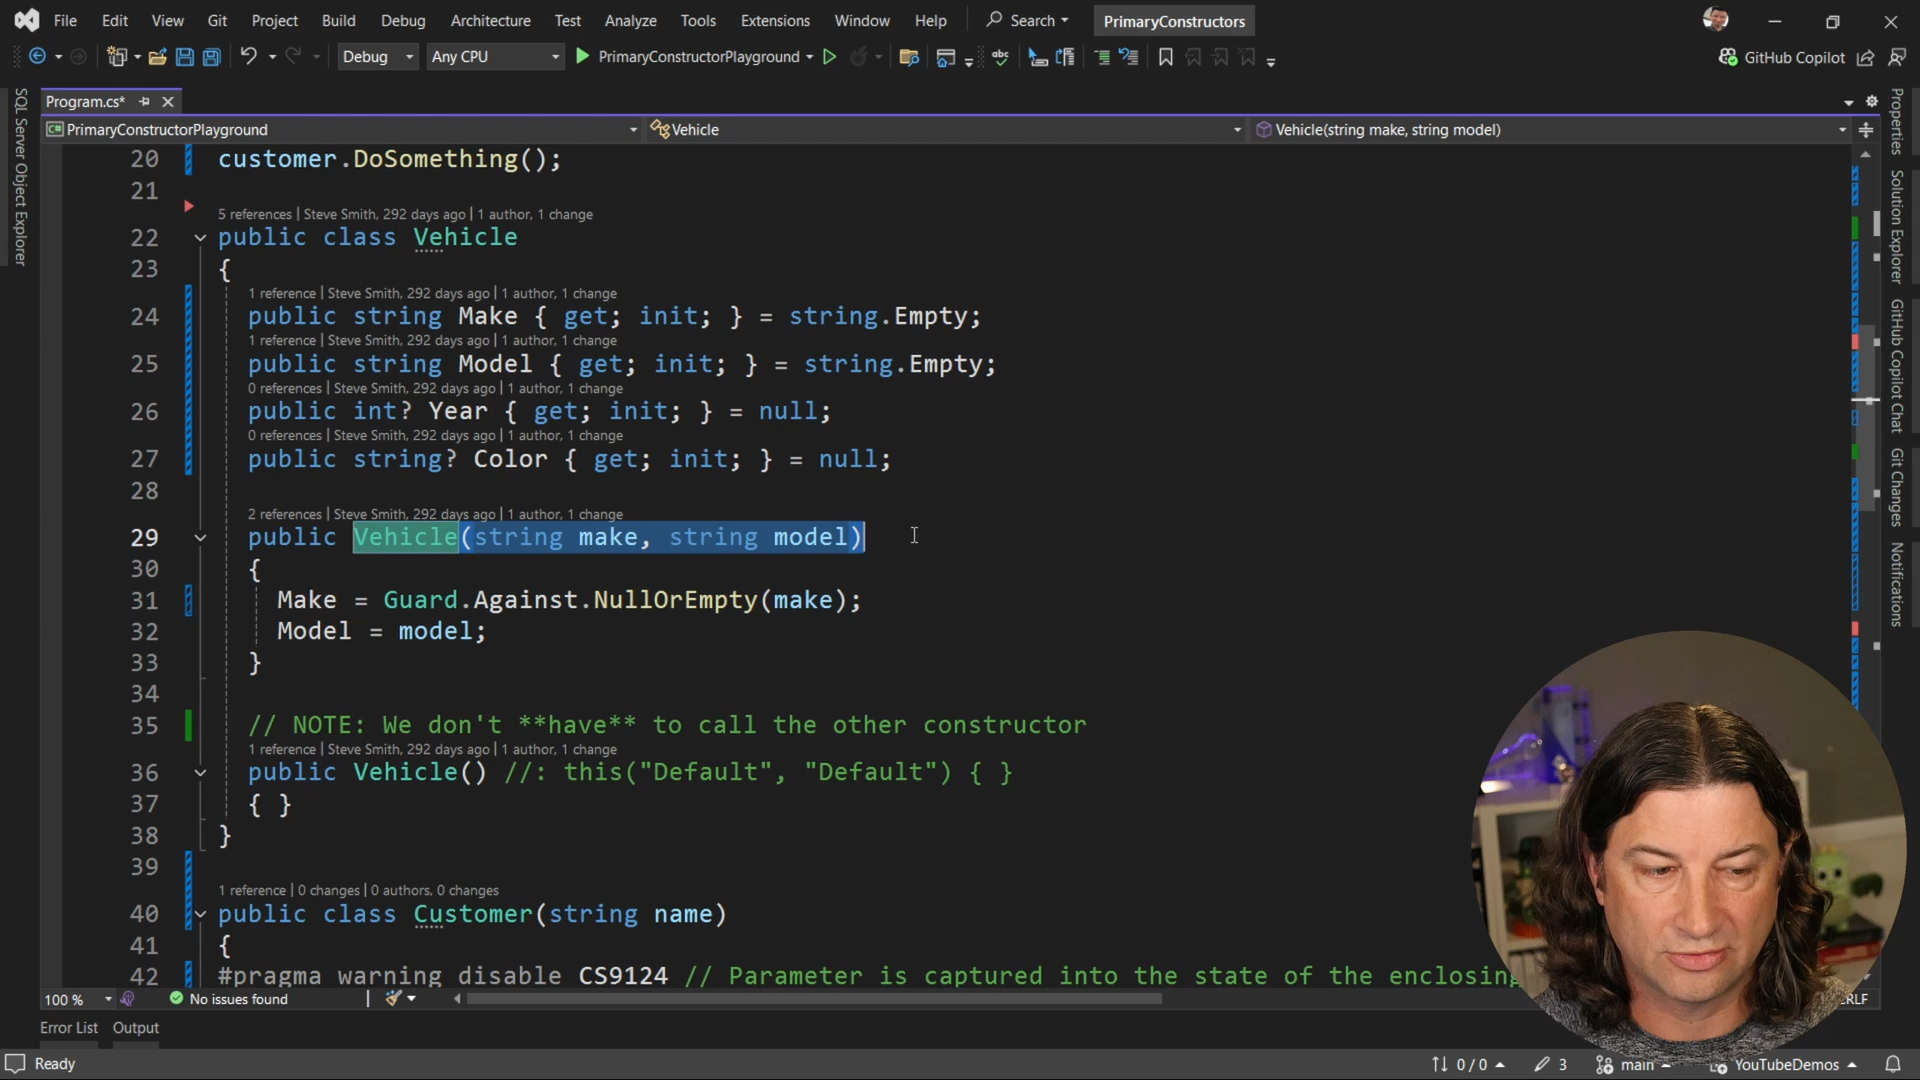 File Edit View Git Project Build Debug Test Architecture Analyze Tools Extensions Window Help Search PrimaryConstructors
Debug Any CPU PrimaryConstructorPlayground GitHub Copilot
Program.cs*
PrimaryConstructorPlayground Vehicle Vehicle(string make, string model)
20 customer.DoSomething();
21
5 references | Steve Smith, 292 days ago | 1 author, 1 change
22 public class Vehicle
23 {
1 reference | Steve Smith, 292 days ago | 1 author, 1 change
24 public string Make { get; init; } = string.Empty;
1 reference | Steve Smith, 292 days ago | 1 author, 1 change
25 public string Model { get; init; } = string.Empty;
0 references | Steve Smith, 292 days ago | 1 author, 1 change
26 public int? Year { get; init; } = null;
0 references | Steve Smith, 292 days ago | 1 author, 1 change
27 public string? Color { get; init; } = null;
28
2 references | Steve Smith, 292 days ago | 1 author, 1 change
29 public Vehicle(string make, string model)
30 {
31 Make = Guard.Against.NullOrEmpty(make);
32 Model = model;
33 }
34
35 // NOTE: We don't **have** to call the other constructor
1 reference | Steve Smith, 292 days ago | 1 author, 1 change
36 public Vehicle() //: this("Default", "Default") { }
37 { }
38 }
39
1 reference | 0 changes | 0 authors, 0 changes
40 public class Customer(string name)
41 {
42 #pragma warning disable CS9124 // Parameter is captured into the state of the enclosing
100 % No issues found CRLF
Error List Output
Ready 0 / 0 3 main YouTubeDemos
SQL Server Object Explorer
Properties
Solution Explorer
GitHub Copilot Chat
Git Changes
Notifications